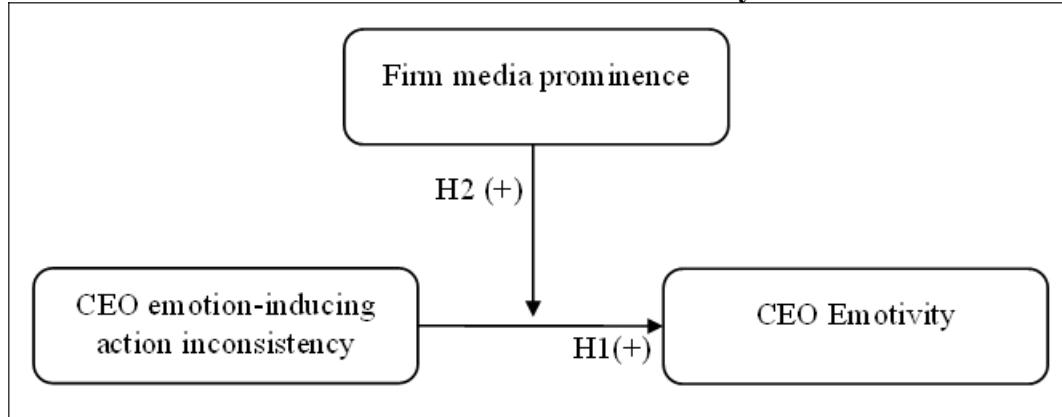 Firm media prominence
H2 (+)
CEO emotion-inducing
action inconsistency
CEO Emotivity
H1(+)